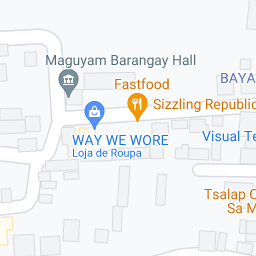 Maguyam Barangay Hall
BAYA
Fastfood
Sizzling Republic
WAY WE WORE
Loja de Roupa
Visual Te
Tsalap C
Sa M